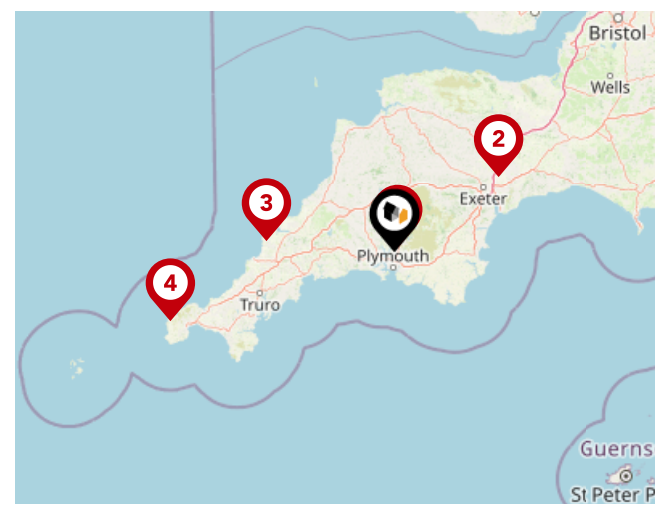 Bristol
Wells
2
Exeter
3
Plymouth
4
Truro
Guerns
St Peter P